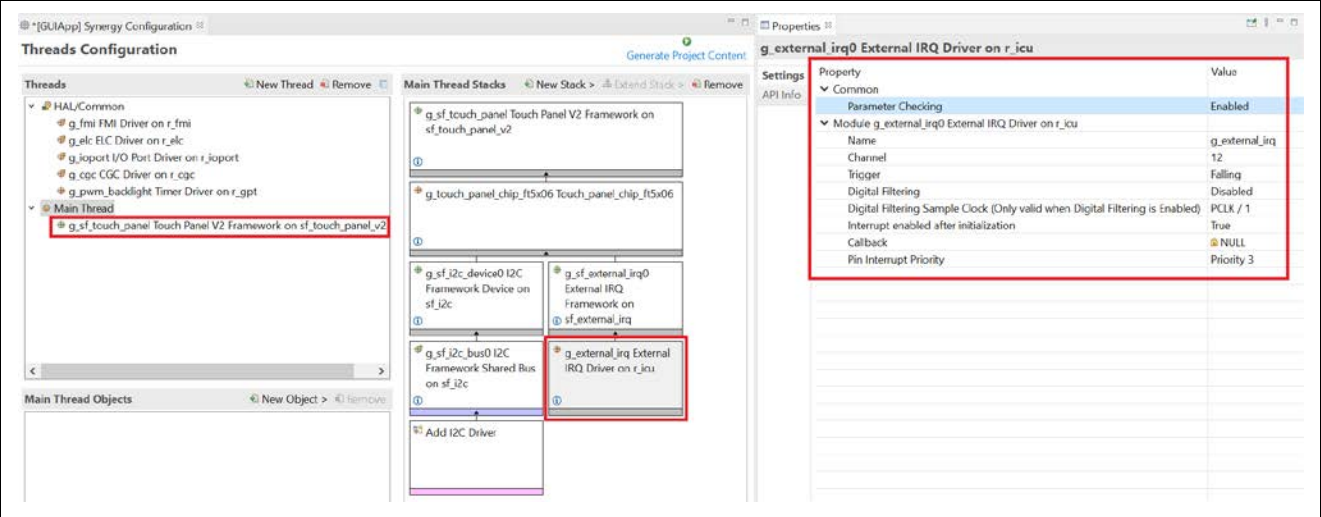 *[GUIApp] Synergy Configuration
Threads Configuration
Generate Project Content
Threads
New Thread
Remove
HAL/Common
g_fmi FMI Driver on r_fmi
g_elc ELC Driver on r_elc
g_ioport I/O Port Driver on r_ioport
g_cgc CGC Driver on r_cgc
g_pwm_backlight Timer Driver on r_gpt
Main Thread
g_sf_touch_panel Touch Panel V2 Framework on sf_touch_panel_v2
Main Thread Objects
New Object >
Remove
Main Thread Stacks
New Stack >
Extend Stack >
Remove
g_sf_touch_panel Touch Panel V2 Framework on
sf_touch_panel_v2
g_touch_panel_chip_ft5x06 Touch_panel_chip_ft5x06
g_sf_i2c_device0 I2C
Framework Device on
sf_i2c
g_sf_external_irq0
External IRQ
Framework on
sf_external_irq
g_sf_i2c_bus0 I2C
Framework Shared Bus
on sf_i2c
g_external_irq External
IRQ Driver on r_icu
Add I2C Driver
Properties
g_external_irq0 External IRQ Driver on r_icu
Settings
API Info
Property Value
Common
Parameter Checking Enabled
Module g_external_irq0 External IRQ Driver on r_icu
Name g_external_irq
Channel 12
Trigger Falling
Digital Filtering Disabled
Digital Filtering Sample Clock (Only valid when Digital Filtering is Enabled) PCLK / 1
Interrupt enabled after initialization True
Callback NULL
Pin Interrupt Priority Priority 3